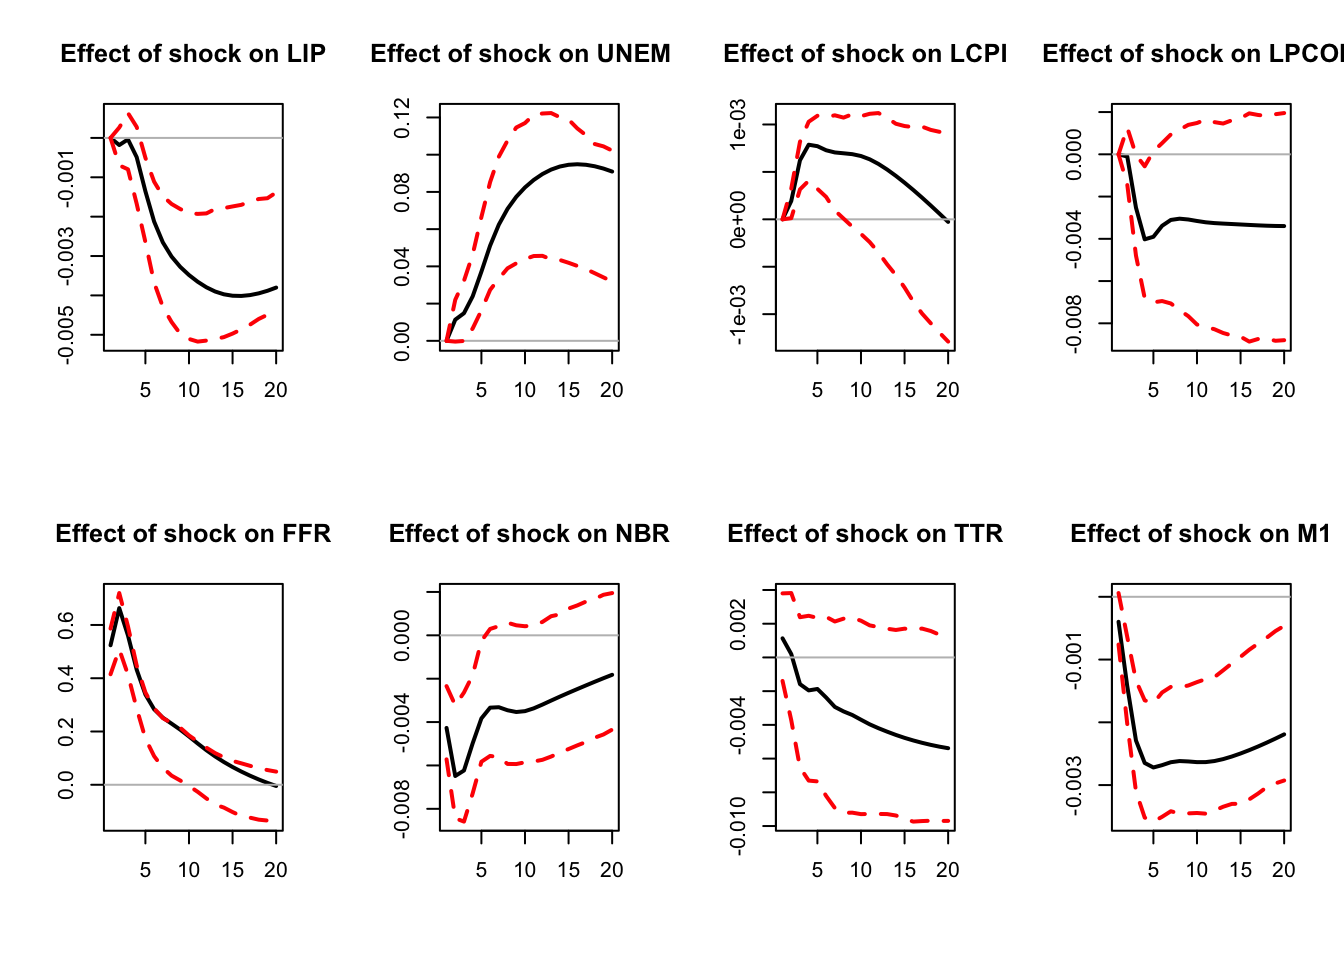 Effect of shock on LIP
-0.001
-0.003
-0.005
5 10 15 20
Effect of shock on UNEM
0.12
0.08
0.04
0.00
5 10 15 20
Effect of shock on LCPI
1e-03
0e+00
-1e-03
5 10 15 20
Effect of shock on LPCO
0.000
-0.004
-0.008
5 10 15 20
Effect of shock on FFR
0.6
0.4
0.2
0.
5 10 15 20
Effect of shock on NBR
0.000
-0.004
-0.008
5 10 15 20
Effect of shock on TTR
0.002
-0.004
-0.010
5 10 15 20
Effect of shock on M1
-0.001
-0.003
5 10 15 20